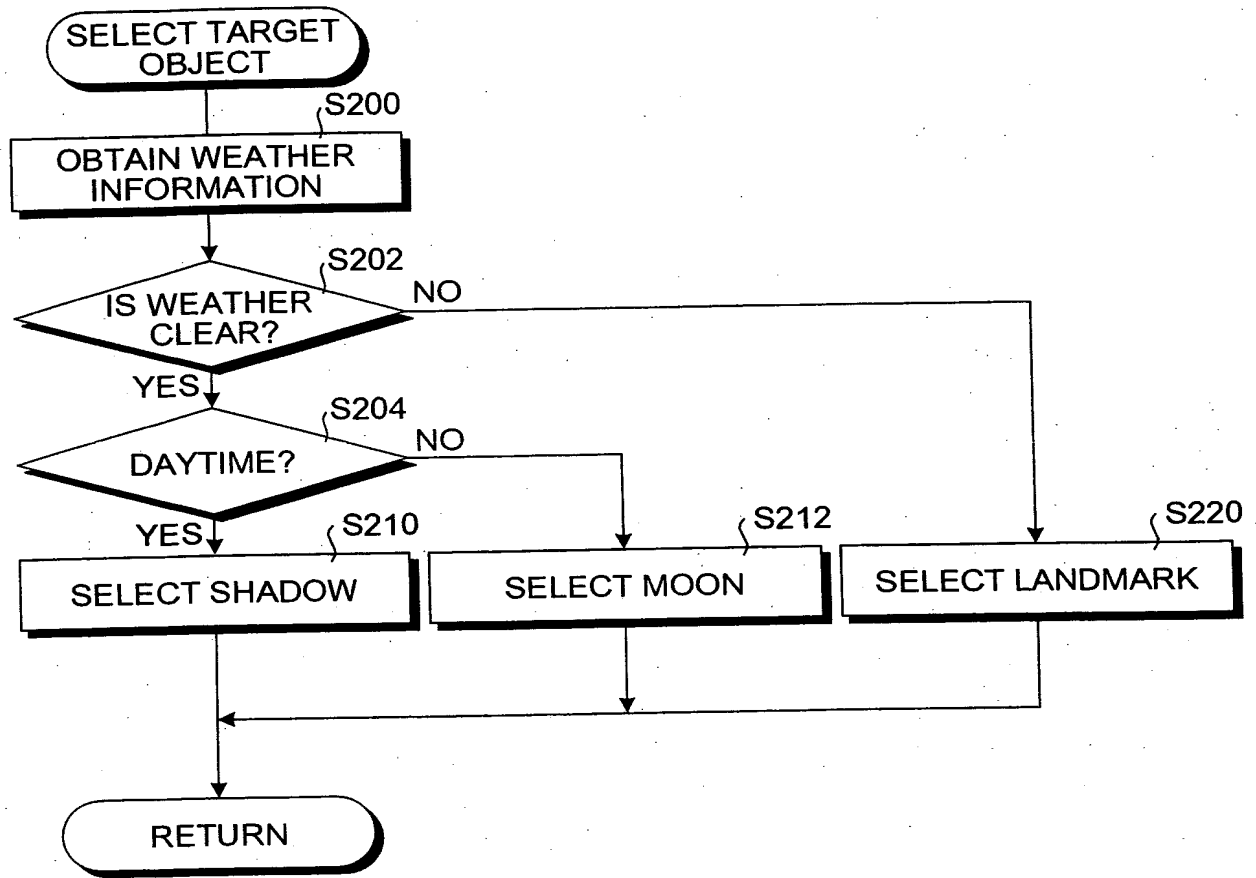 SELECT TARGET
OBJECT
S200
OBTAIN WEATHER
INFORMATION
S202
IS WEATHER
CLEAR?
NO
YES
S204
DAYTIME?
NO
YES
S210
SELECT SHADOW
S212
SELECT MOON
S220
SELECT LANDMARK
RETURN